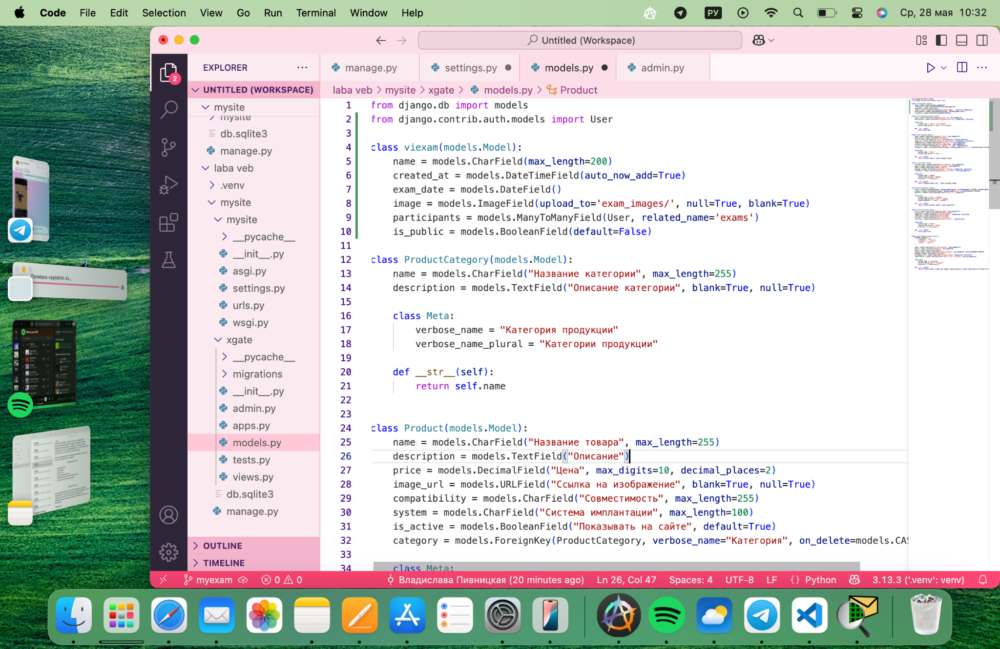 Code File Edit Selection View Go Run Terminal Window Help РУ Ср, 28 мая 10:32
Untitled (Workspace)
EXPLORER
manage.py settings.py models.py admin.py
2
UNTITLED (WORKSPACE)
laba veb > mysite > xgate > models.py > Product
mysite
mysite
db.sqlite3
manage.py
laba veb
.venv
mysite
mysite
__pycache__
__init__.py
asgi.py
settings.py
urls.py
wsgi.py
xgate
__pycache__
migrations
__init__.py
admin.py
apps.py
models.py
tests.py
views.py
db.sqlite3
manage.py
OUTLINE
TIMELINE
1 from django.db import models
2 from django.contrib.auth.models import User
3
4 class viexam(models.Model):
5 name = models.CharField(max_length=200)
6 created_at = models.DateTimeField(auto_now_add=True)
7 exam_date = models.DateField()
8 image = models.ImageField(upload_to='exam_images/', null=True, blank=True)
9 participants = models.ManyToManyField(User, related_name='exams')
10 is_public = models.BooleanField(default=False)
11
12 class ProductCategory(models.Model):
13 name = models.CharField("Название категории", max_length=255)
14 description = models.TextField("Описание категории", blank=True, null=True)
15
16 class Meta:
17 verbose_name = "Категория продукции"
18 verbose_name_plural = "Категории продукции"
19
20 def __str__(self):
21 return self.name
22
23
24 class Product(models.Model):
25 name = models.CharField("Название товара", max_length=255)
26 description = models.TextField("Описание")
27 price = models.DecimalField("Цена", max_digits=10, decimal_places=2)
28 image_url = models.URLField("Ссылка на изображение", blank=True, null=True)
29 compatibility = models.CharField("Совместимость", max_length=255)
30 system = models.CharField("Система имплантации", max_length=100)
31 is_active = models.BooleanField("Показывать на сайте", default=True)
32 category = models.ForeignKey(ProductCategory, verbose_name="Категория", on_delete=models.CAS
33
34 class Meta:
Проверка «pgAdmin 4»...
myexam 0 0 Владислава Пивницкая (20 minutes ago) Ln 26, Col 47 Spaces: 4 UTF-8 LF {} Python 3.13.3 ('.venv': venv)